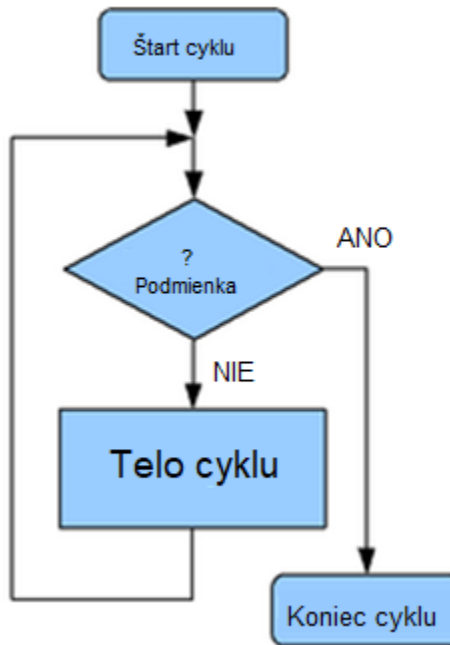 Štart cyklu
?
Podmienka
ANO
NIE
Telo cyklu
Koniec cyklu